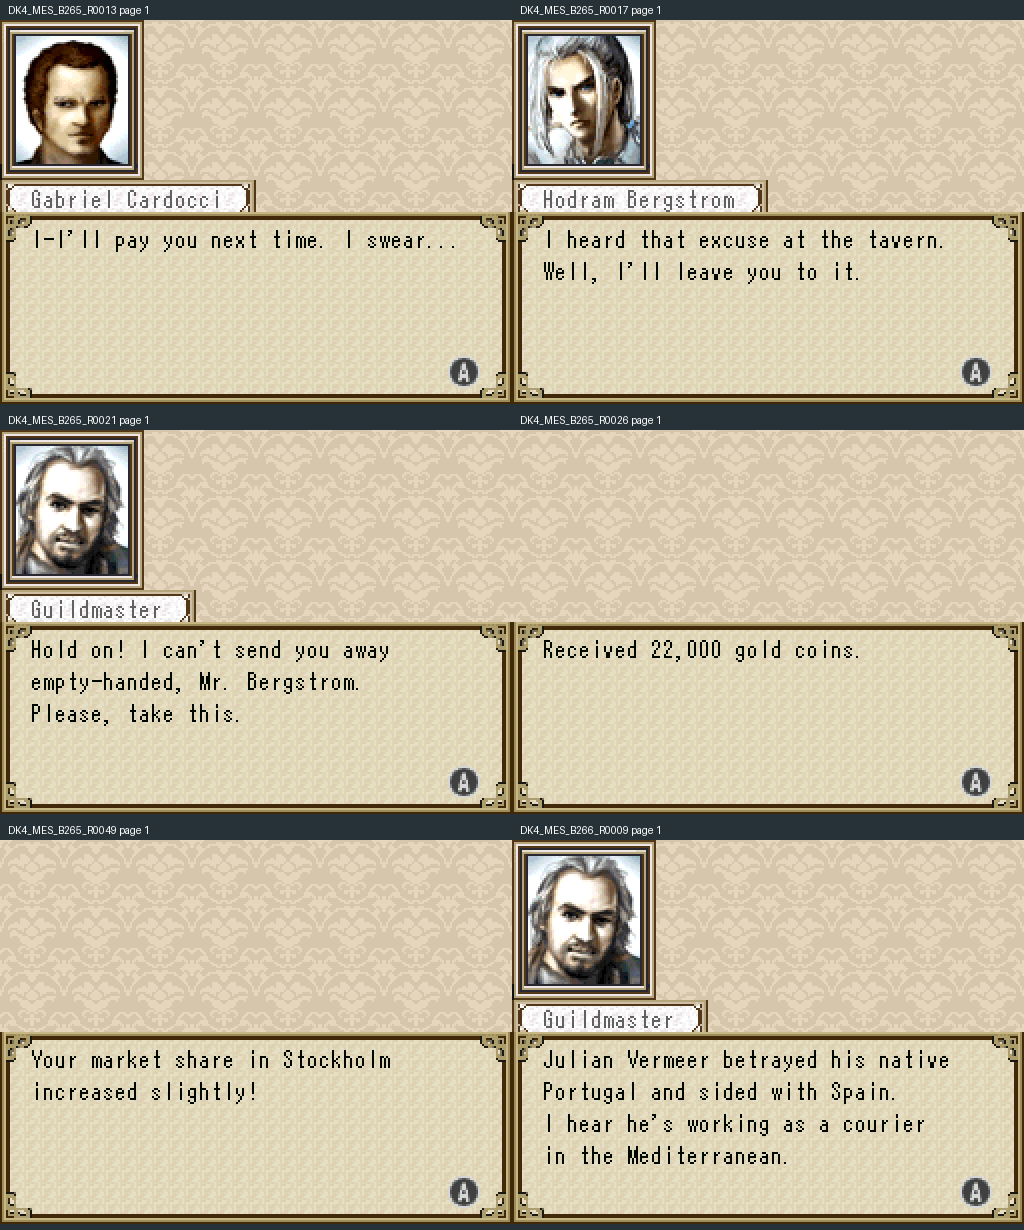 DK4_MES_B265_R0013 page 1
Gabriel Cardocci
I-I'll pay you next time. I swear...
A
DK4_MES_B265_R0017 page 1
Hodram Bergstrom
I heard that excuse at the tavern.
Well, I'll leave you to it.
A
DK4_MES_B265_R0021 page 1
Guildmaster
Hold on! I can't send you away
empty-handed, Mr. Bergstrom.
Please, take this.
A
DK4_MES_B265_R0026 page 1
Received 22,000 gold coins.
A
DK4_MES_B265_R0049 page 1
Your market share in Stockholm
increased slightly!
A
DK4_MES_B266_R0009 page 1
Guildmaster
Julian Vermeer betrayed his native
Portugal and sided with Spain.
I hear he's working as a courier
in the Mediterranean.
A